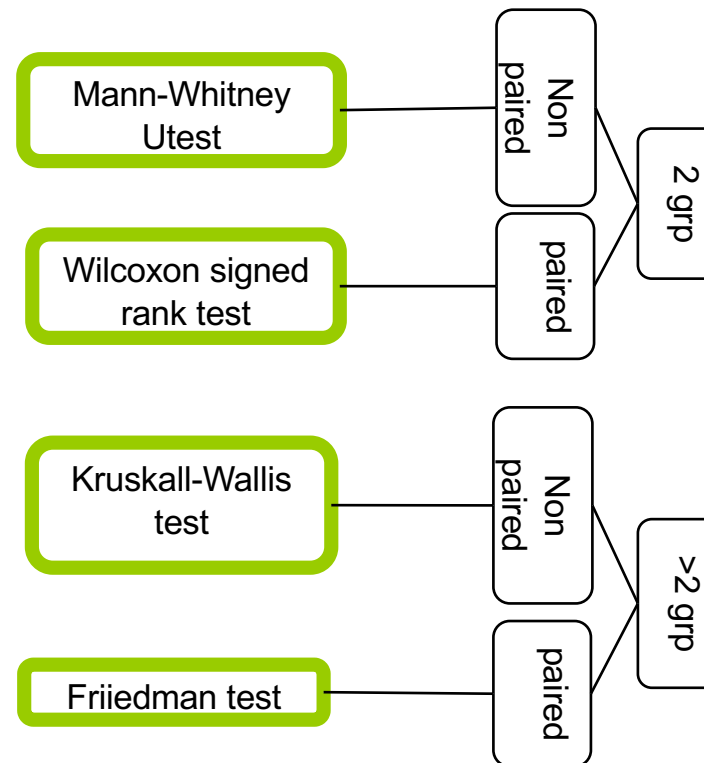 Mann-Whitney
Utest
Non
paired
2 grp
Wilcoxon signed
rank test
paired
Kruskall-Wallis
test
Non
paired
>2 grp
Friiedman test
paired